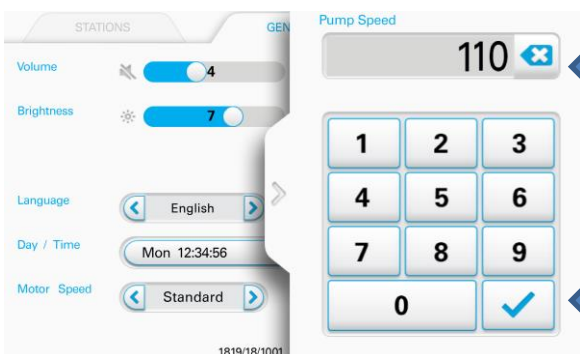 STATIONS
GEN
Volume
4
Brightness
7
Language
English
Day / Time
Mon 12:34:56
Motor Speed
Standard
1819/18/1001
Pump Speed
110
1 2 3
4 5 6
7 8 9
0